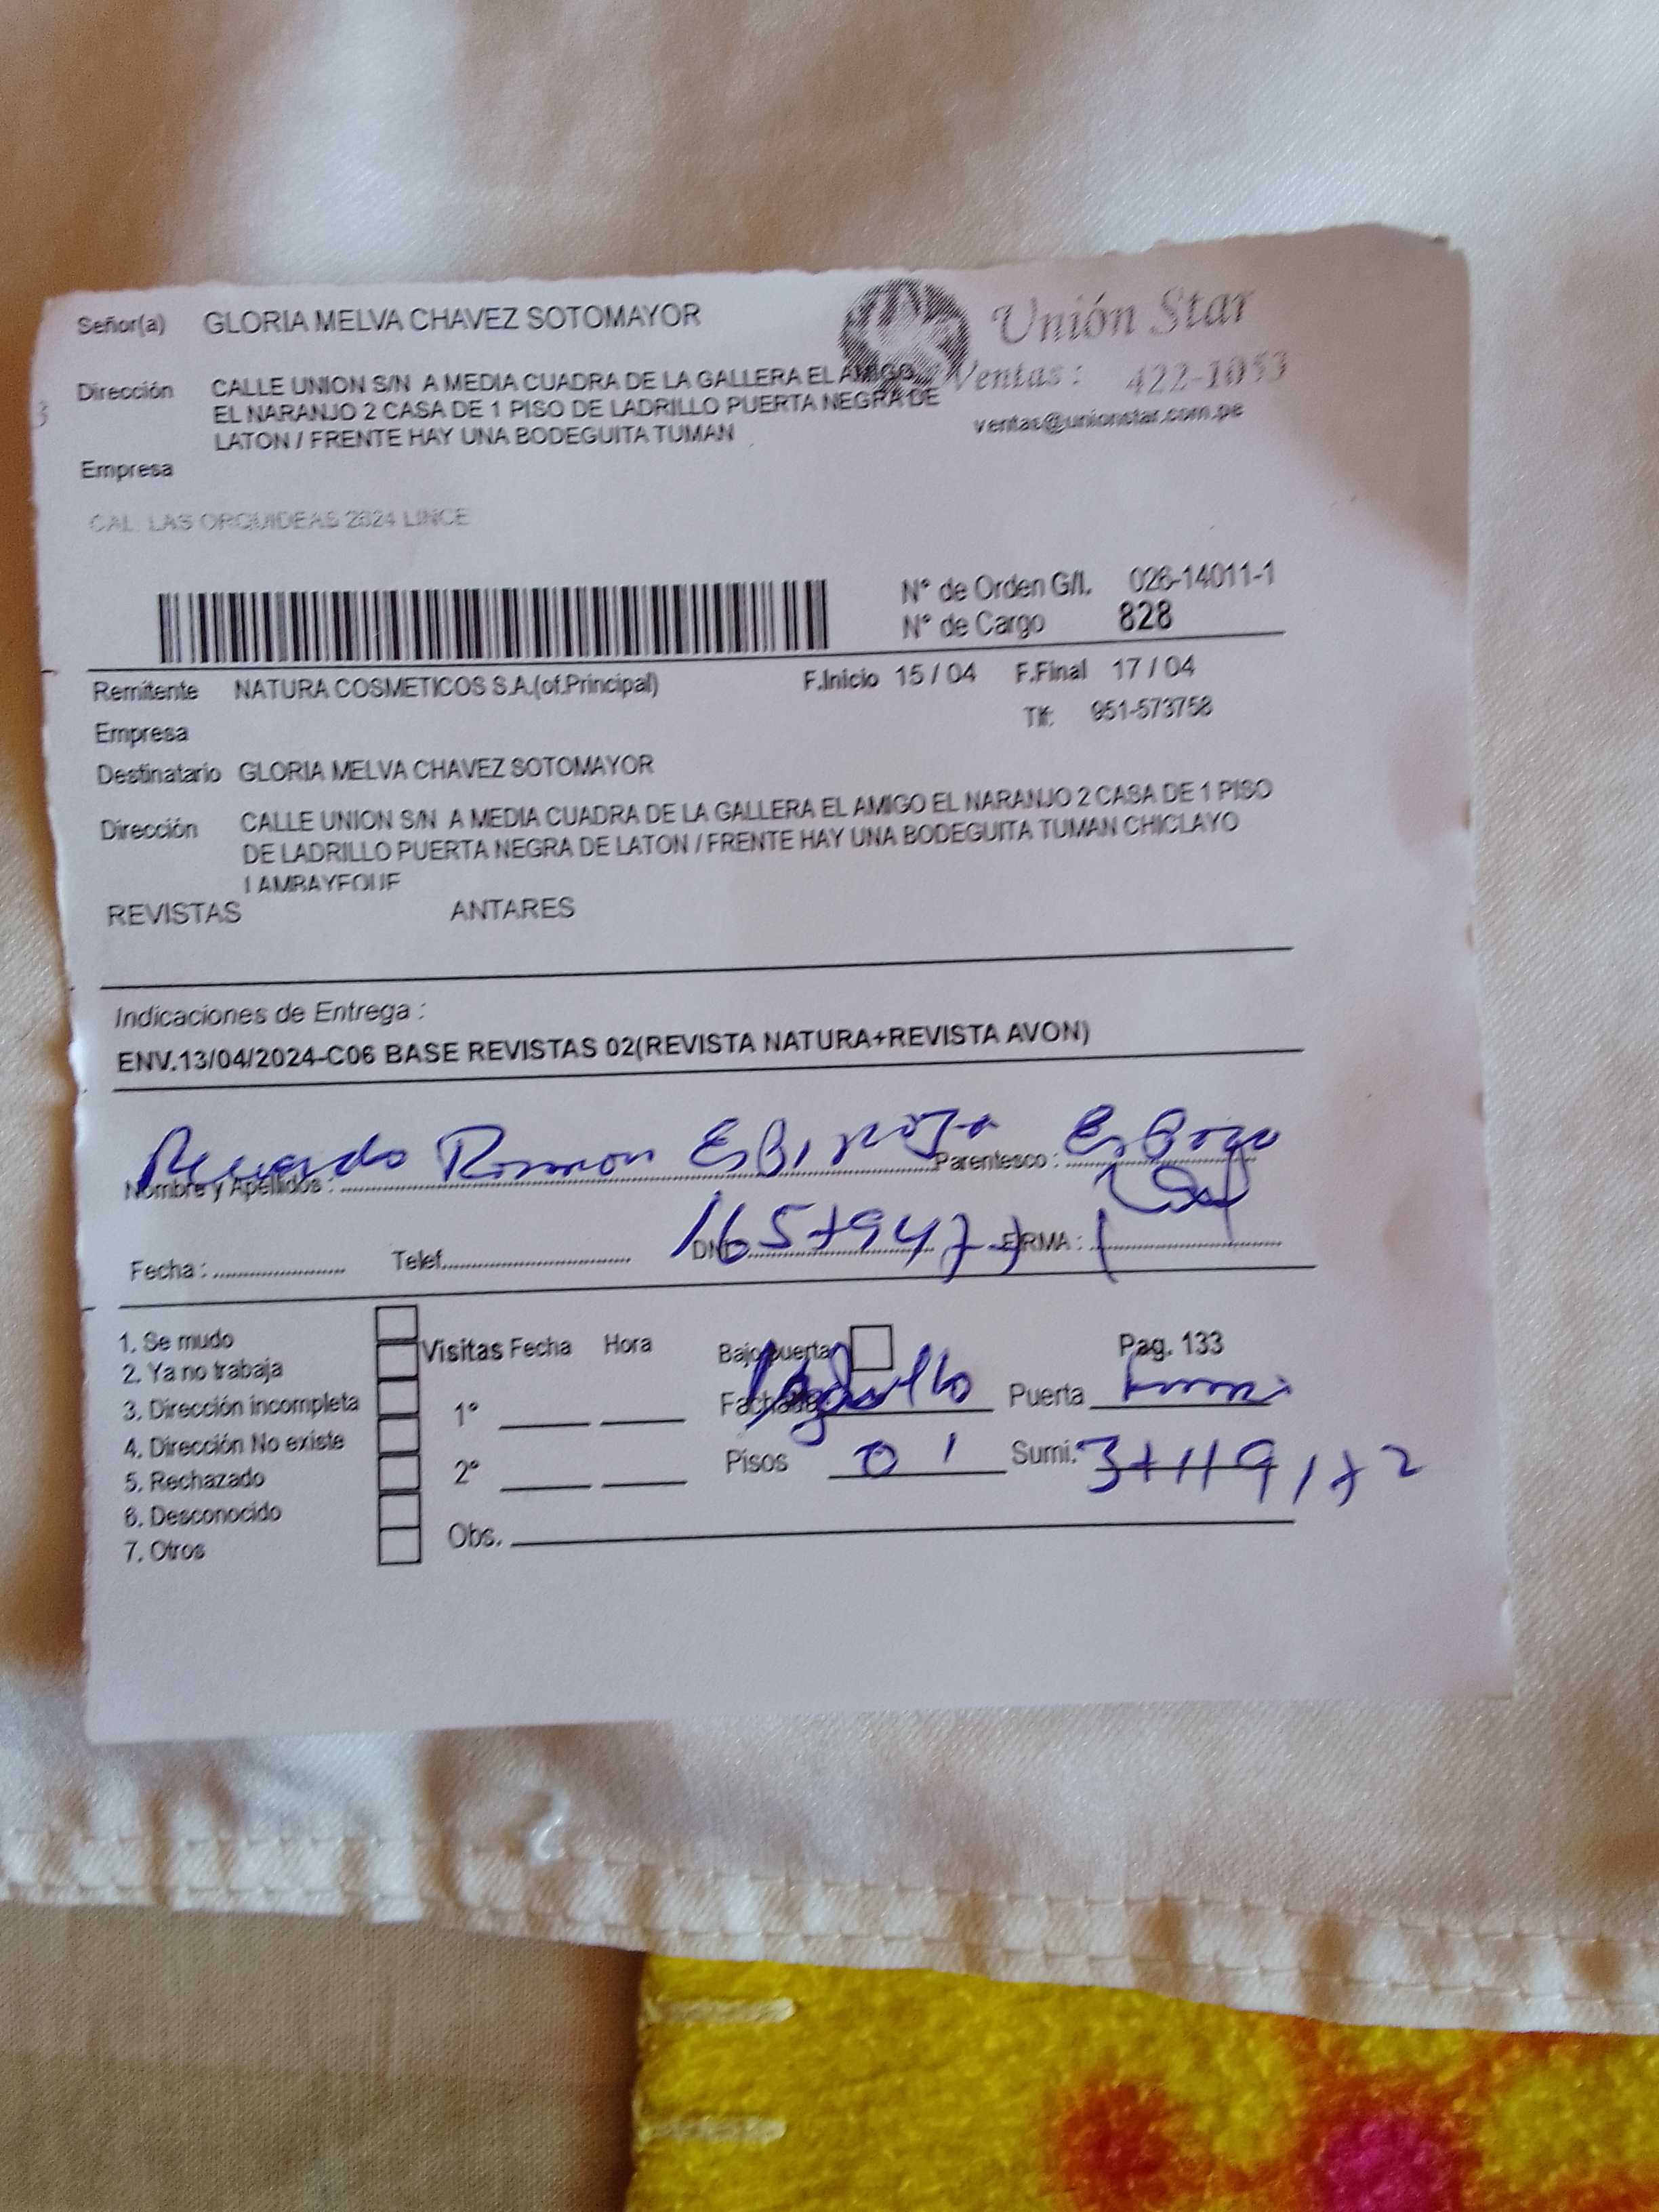 Señor(a) GLORIA MELVA CHAVEZ SOTOMAYOR
Unión Star
Dirección CALLE UNION S/N A MEDIA CUADRA DE LA GALLERA EL AMIGO
EL NARANJO 2 CASA DE 1 PISO DE LADRILLO PUERTA NEGRA DE
LATON / FRENTE HAY UNA BODEGUITA TUMAN
Ventas : 422-1053
ventas@unionstar.com.pe
Empresa
CAL. LAS ORQUIDEAS 2624 LINCE
N° de Orden G/I. 026-14011-1
N° de Cargo 828
Remitente NATURA COSMETICOS S.A.(of.Principal) F.Inicio 15 / 04 F.Final 17 / 04
Empresa Tlf: 951-573758
Destinatario GLORIA MELVA CHAVEZ SOTOMAYOR
Dirección CALLE UNION S/N A MEDIA CUADRA DE LA GALLERA EL AMIGO EL NARANJO 2 CASA DE 1 PISO
DE LADRILLO PUERTA NEGRA DE LATON / FRENTE HAY UNA BODEGUITA TUMAN CHICLAYO
LAMBAYEQUE
REVISTAS ANTARES
Indicaciones de Entrega :
ENV.13/04/2024-C06 BASE REVISTAS 02(REVISTA NATURA+REVISTA AVON)
Nombre y Apellidos : Ramon Espinoza Parentesco : Esposo
Fecha : Telef. DNI 16579477 FIRMA :
1. Se mudo
2. Ya no trabaja
3. Dirección incompleta
4. Dirección No existe
5. Rechazado
6. Desconocido
7. Otros
Visitas Fecha Hora Bajo puerta Pag. 133
1° Fachada Ladrillo Puerta
2° Pisos 01 Sumi. 37119172
Obs.